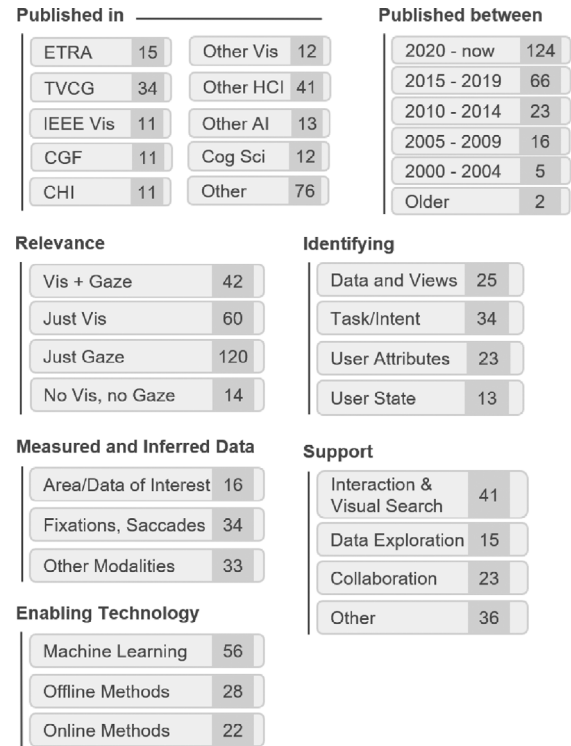 Published in
ETRA 15
TVCG 34
IEEE Vis 11
CGF 11
CHI 11
Other Vis 12
Other HCI 41
Other AI 13
Cog Sci 12
Other 76
Published between
2020 - now 124
2015 - 2019 66
2010 - 2014 23
2005 - 2009 16
2000 - 2004 5
Older 2
Relevance
Vis + Gaze 42
Just Vis 60
Just Gaze 120
No Vis, no Gaze 14
Identifying
Data and Views 25
Task/Intent 34
User Attributes 23
User State 13
Measured and Inferred Data
Area/Data of Interest 16
Fixations, Saccades 34
Other Modalities 33
Support
Interaction &
Visual Search 41
Data Exploration 15
Collaboration 23
Other 36
Enabling Technology
Machine Learning 56
Offline Methods 28
Online Methods 22